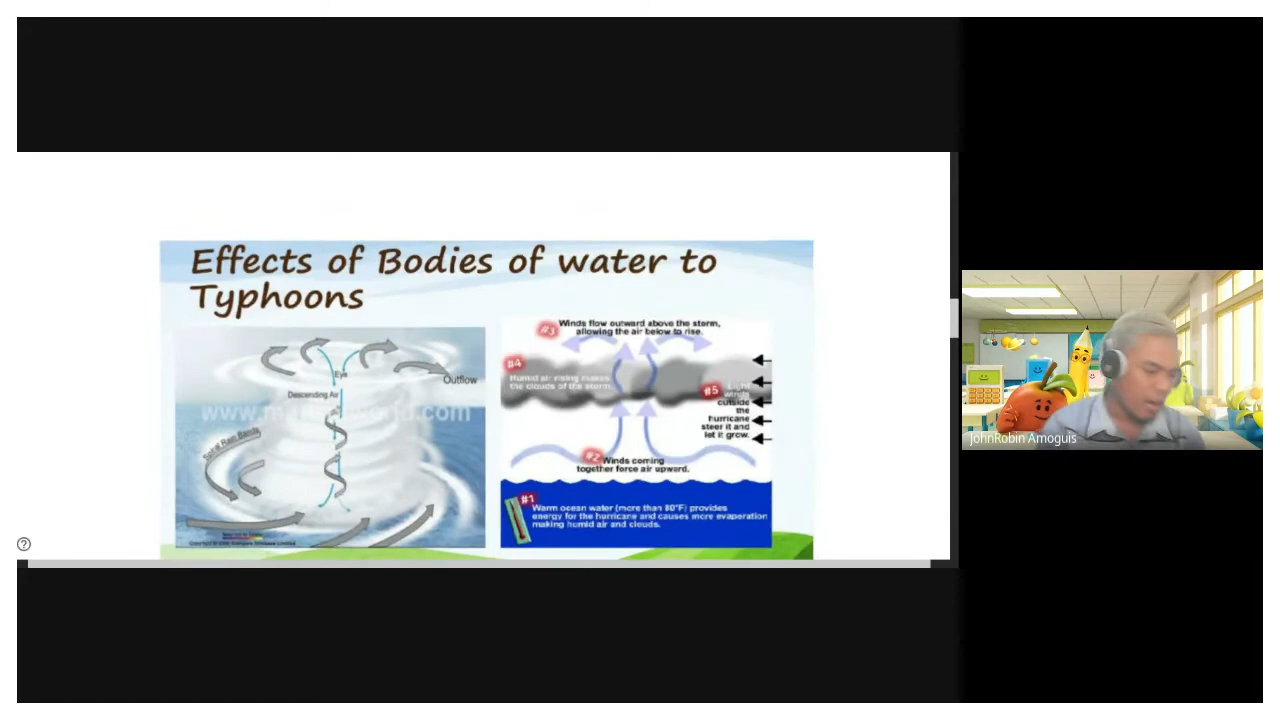 Effects of Bodies of water to
Typhoons
Eye
Outflow
Descending Air
Spiral Rain Bands
#3
Winds flow outward above the storm,
allowing the air below to rise.
#4
Humid air rising makes
the clouds of the storm.
#5 Light
winds
outside
the
hurricane
steer it and
let it grow.
#2
Winds coming
together force air upward.
#1
Warm ocean water (more than 80°F) provides
energy for the hurricane and causes more evaporation
making humid air and clouds.
JohnRobin Amoguis